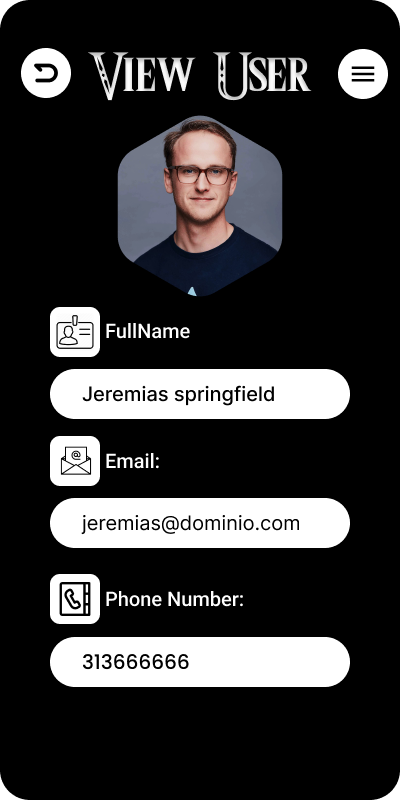 View User
FullName
Jeremias springfield
@
Email:
jeremias@dominio.com
Phone Number:
313666666